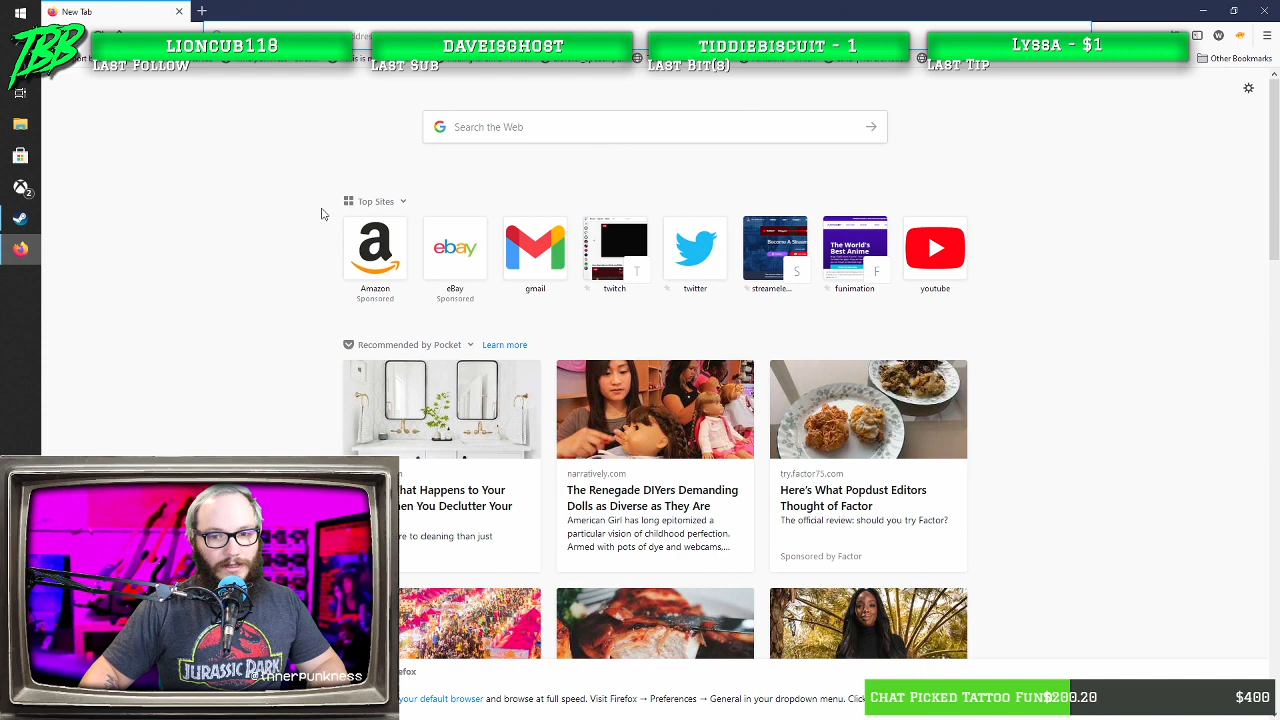 New Tab
LIONCUB118
LAST FOLLOW
DAVEISGHOST
LAST SUB
TIDDIEBISCUIT - 1
LAST BIT(S)
LYSSA - $1
LAST TIP
TBB
Other Bookmarks
Search the Web
Top Sites
a
ebay
T
S
F
Amazon
Sponsored
eBay
Sponsored
gmail
twitch
twitter
streamele...
funimation
youtube
2
Recommended by Pocket
Learn more
hat Happens to Your
en You Declutter Your
re to cleaning than just
narratively.com
The Renegade DIYers Demanding
Dolls as Diverse as They Are
American Girl has long epitomized a
particular vision of childhood perfection.
Armed with pots of dye and webcams,...
try.factor75.com
Here's What Popdust Editors
Thought of Factor
The official review: should you try Factor?
Sponsored by Factor
JURASSIC PARK
@innerpunkness
efox
your default browser and browse at full speed. Visit Firefox → Preferences → General in your dropdown menu. Clic
CHAT PICKED TATTOO FUND
$200.20
$400